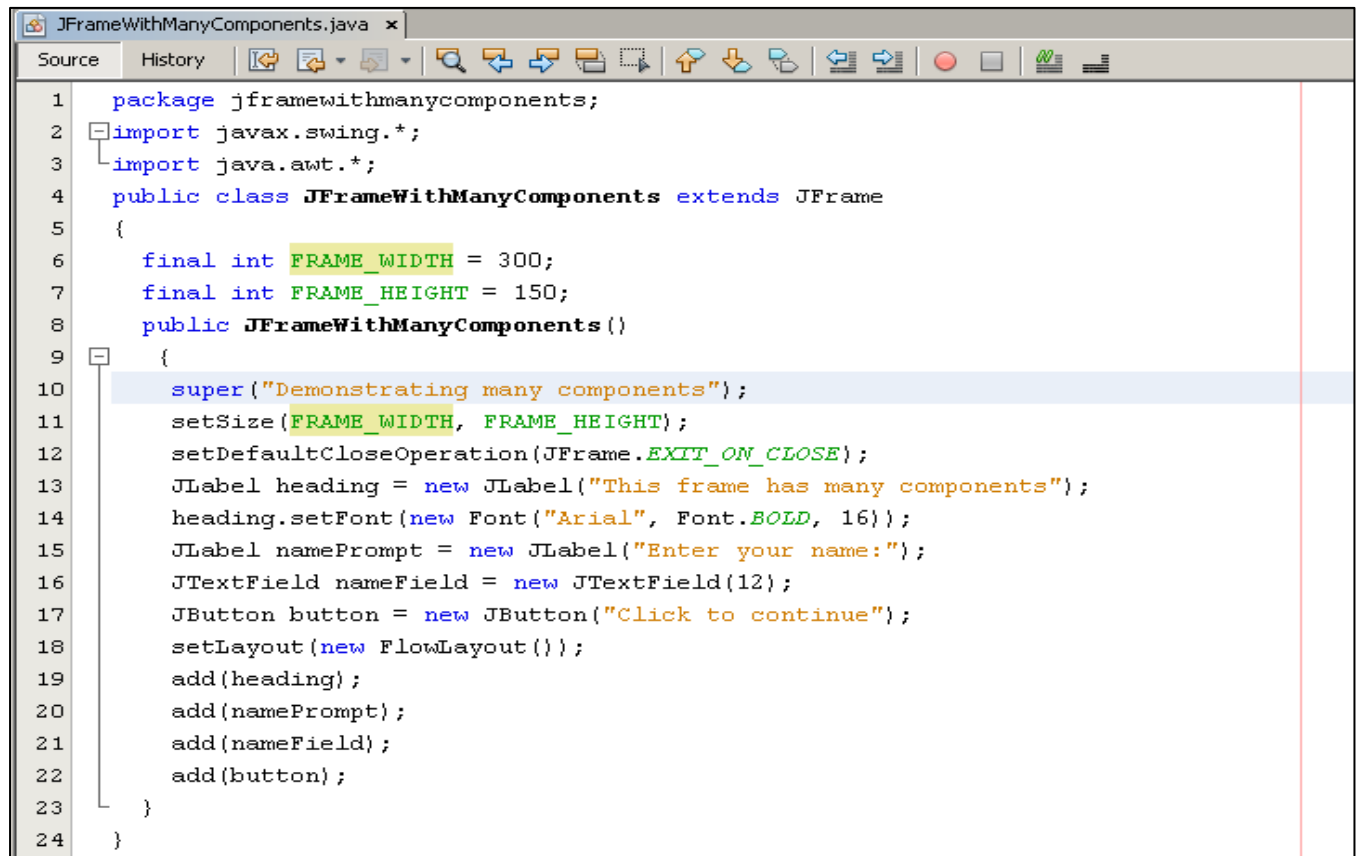 JFrameWithManyComponents.java x
Source History
1 package jframewithmanycomponents;
2 import javax.swing.*;
3 import java.awt.*;
4 public class JFrameWithManyComponents extends JFrame
5 {
6 final int FRAME_WIDTH = 300;
7 final int FRAME_HEIGHT = 150;
8 public JFrameWithManyComponents()
9 {
10 super("Demonstrating many components");
11 setSize(FRAME_WIDTH, FRAME_HEIGHT);
12 setDefaultCloseOperation(JFrame.EXIT_ON_CLOSE);
13 JLabel heading = new JLabel("This frame has many components");
14 heading.setFont(new Font("Arial", Font.BOLD, 16));
15 JLabel namePrompt = new JLabel("Enter your name:");
16 JTextField nameField = new JTextField(12);
17 JButton button = new JButton("Click to continue");
18 setLayout(new FlowLayout());
19 add(heading);
20 add(namePrompt);
21 add(nameField);
22 add(button);
23 }
24 }